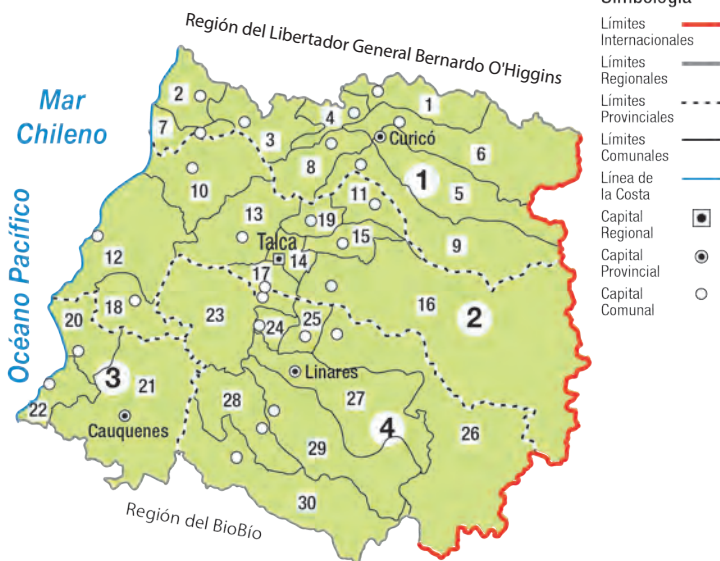 Simbología
Límites
Internacionales
Límites
Regionales
Límites
Provinciales
Límites
Comunales
Línea de
la Costa
Capital
Regional
Capital
Provincial
Capital
Comunal
Región del Libertador General Bernardo O'Higgins
Mar
Chileno
Océano Pacífico
2
1
4
7
3
Curicó
6
8
1
5
10
11
13
19
15
9
Talca
12
14
17
16
18
2
20
23
24
25
3
21
Linares
27
22
28
4
Cauquenes
26
29
30
Región del BioBío